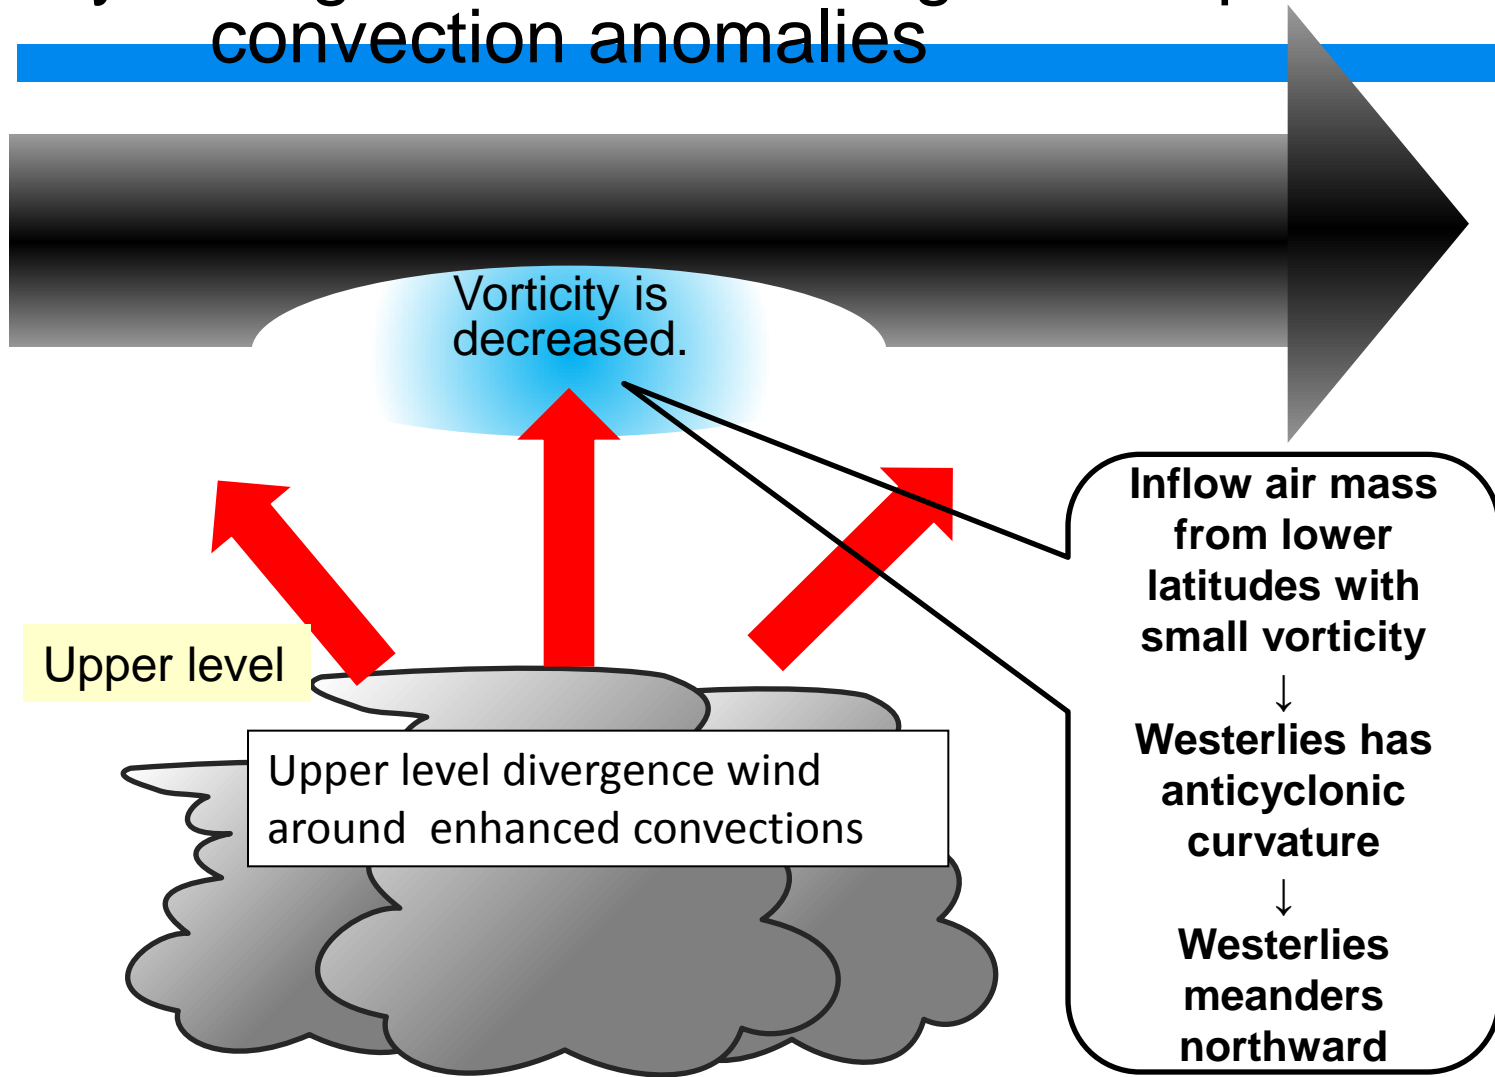 convection anomalies
Vorticity is
decreased.
Inflow air mass
from lower
latitudes with
small vorticity
↓
Westerlies has
anticyclonic
curvature
↓
Westerlies
meanders
northward
Upper level
Upper level divergence wind
around enhanced convections